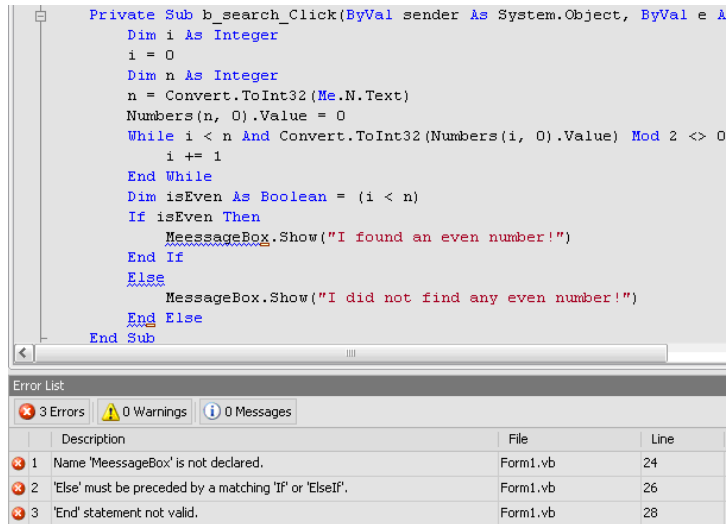 Private Sub b_search_Click(ByVal sender As System.Object, ByVal e A
Dim i As Integer
i = 0
Dim n As Integer
n = Convert.ToInt32(Me.N.Text)
Numbers(n, 0).Value = 0
While i < n And Convert.ToInt32(Numbers(i, 0).Value) Mod 2 <> 0
i += 1
End While
Dim isEven As Boolean = (i < n)
If isEven Then
MeessageBox.Show("I found an even number!")
End If
Else
MessageBox.Show("I did not find any even number!")
End Else
End Sub
Error List
3 Errors 0 Warnings 0 Messages
Description File Line
1 Name 'MeessageBox' is not declared. Form1.vb 24
2 'Else' must be preceded by a matching 'If' or 'ElseIf'. Form1.vb 26
3 'End' statement not valid. Form1.vb 28